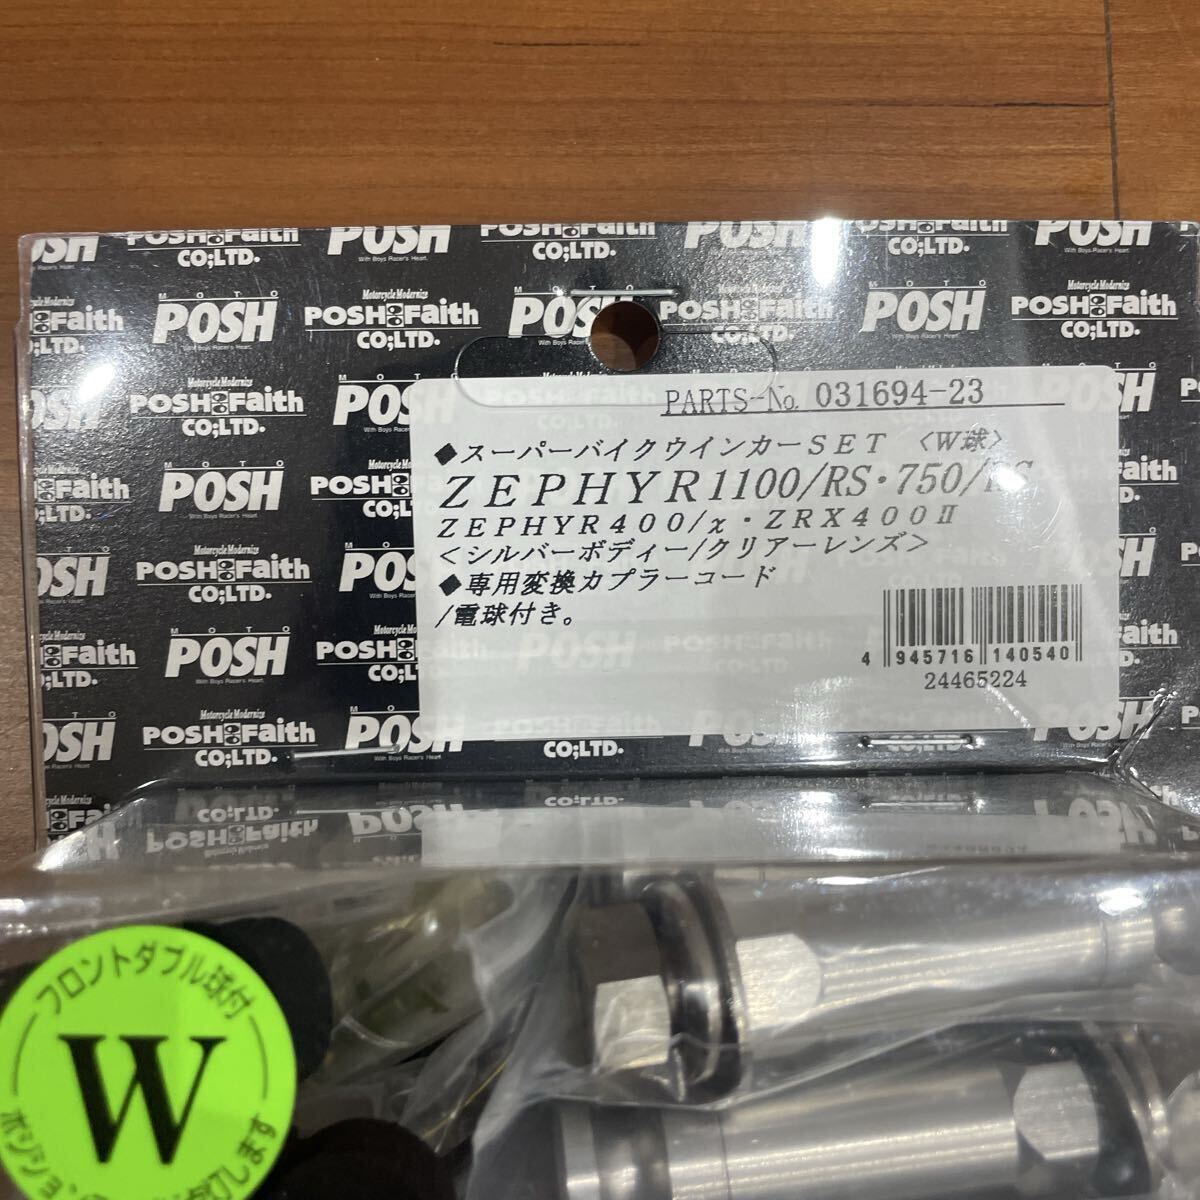 PARTS-No. 031694-23
◆スーパーバイクウインカーSET 〈W球〉
ZEPHYR1100/RS・750/RS
ZEPHYR400/χ・ZRX400Ⅱ
<シルバーボディー/クリアーレンズ>
◆専用変換カプラーコード
/電球付き。
4 945716 140540
24465224
MOTO
POSH
With Boys Racer's Heart.
Motorcycle Modernize
POSH Faith
CO;LTD.
フロントダブル球付
W